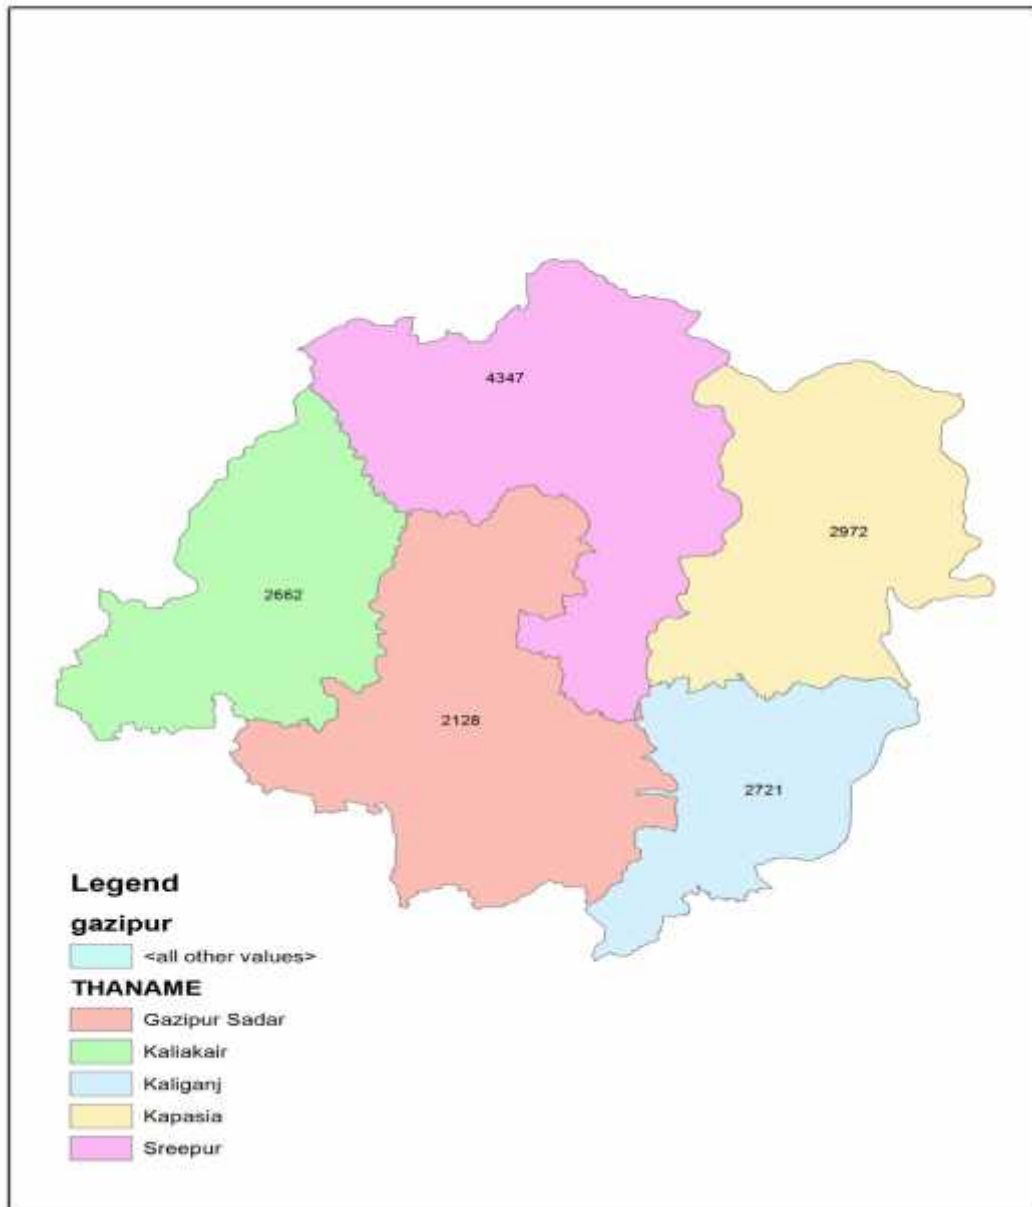 4347
2972
2662
2128
2721
Legend
gazipur
<all other values>
THANAME
Gazipur Sadar
Kaliakair
Kaliganj
Kapasia
Sreepur